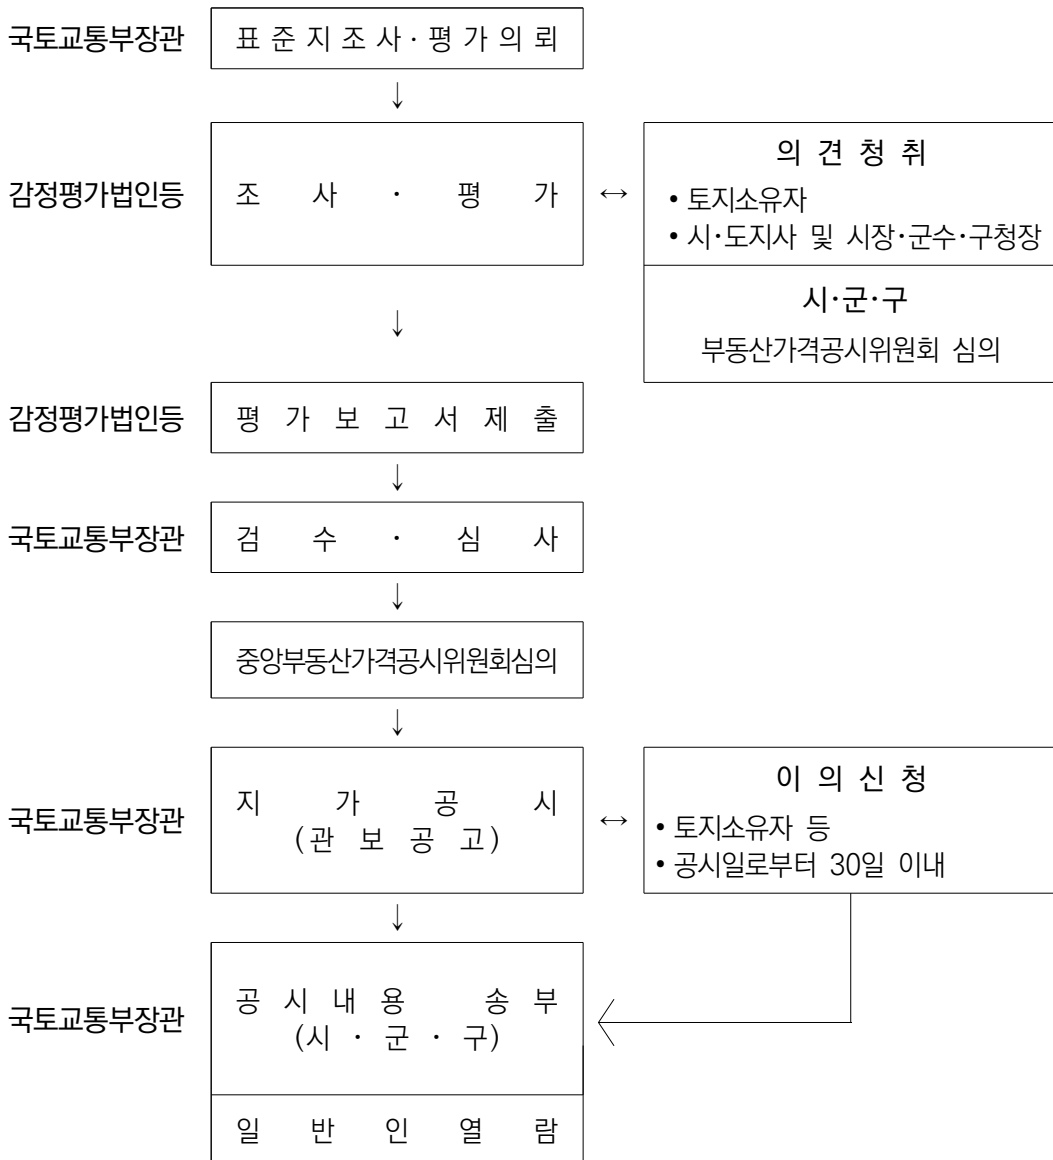 국토교통부장관 표준지조사·평가의뢰
↓
감정평가법인등 조사·평가 ↔ 의견청취
• 토지소유자
• 시·도지사 및 시장·군수·구청장
시·군·구
부동산가격공시위원회 심의
↓
감정평가법인등 평가보고서제출
↓
국토교통부장관 검수·심사
↓
중앙부동산가격공시위원회심의
↓
국토교통부장관 지가공시
(관보공고)
↔ 이의신청
• 토지소유자 등
• 공시일로부터 30일 이내
↓
국토교통부장관 공시내용 송부
(시·군·구)
일반인열람